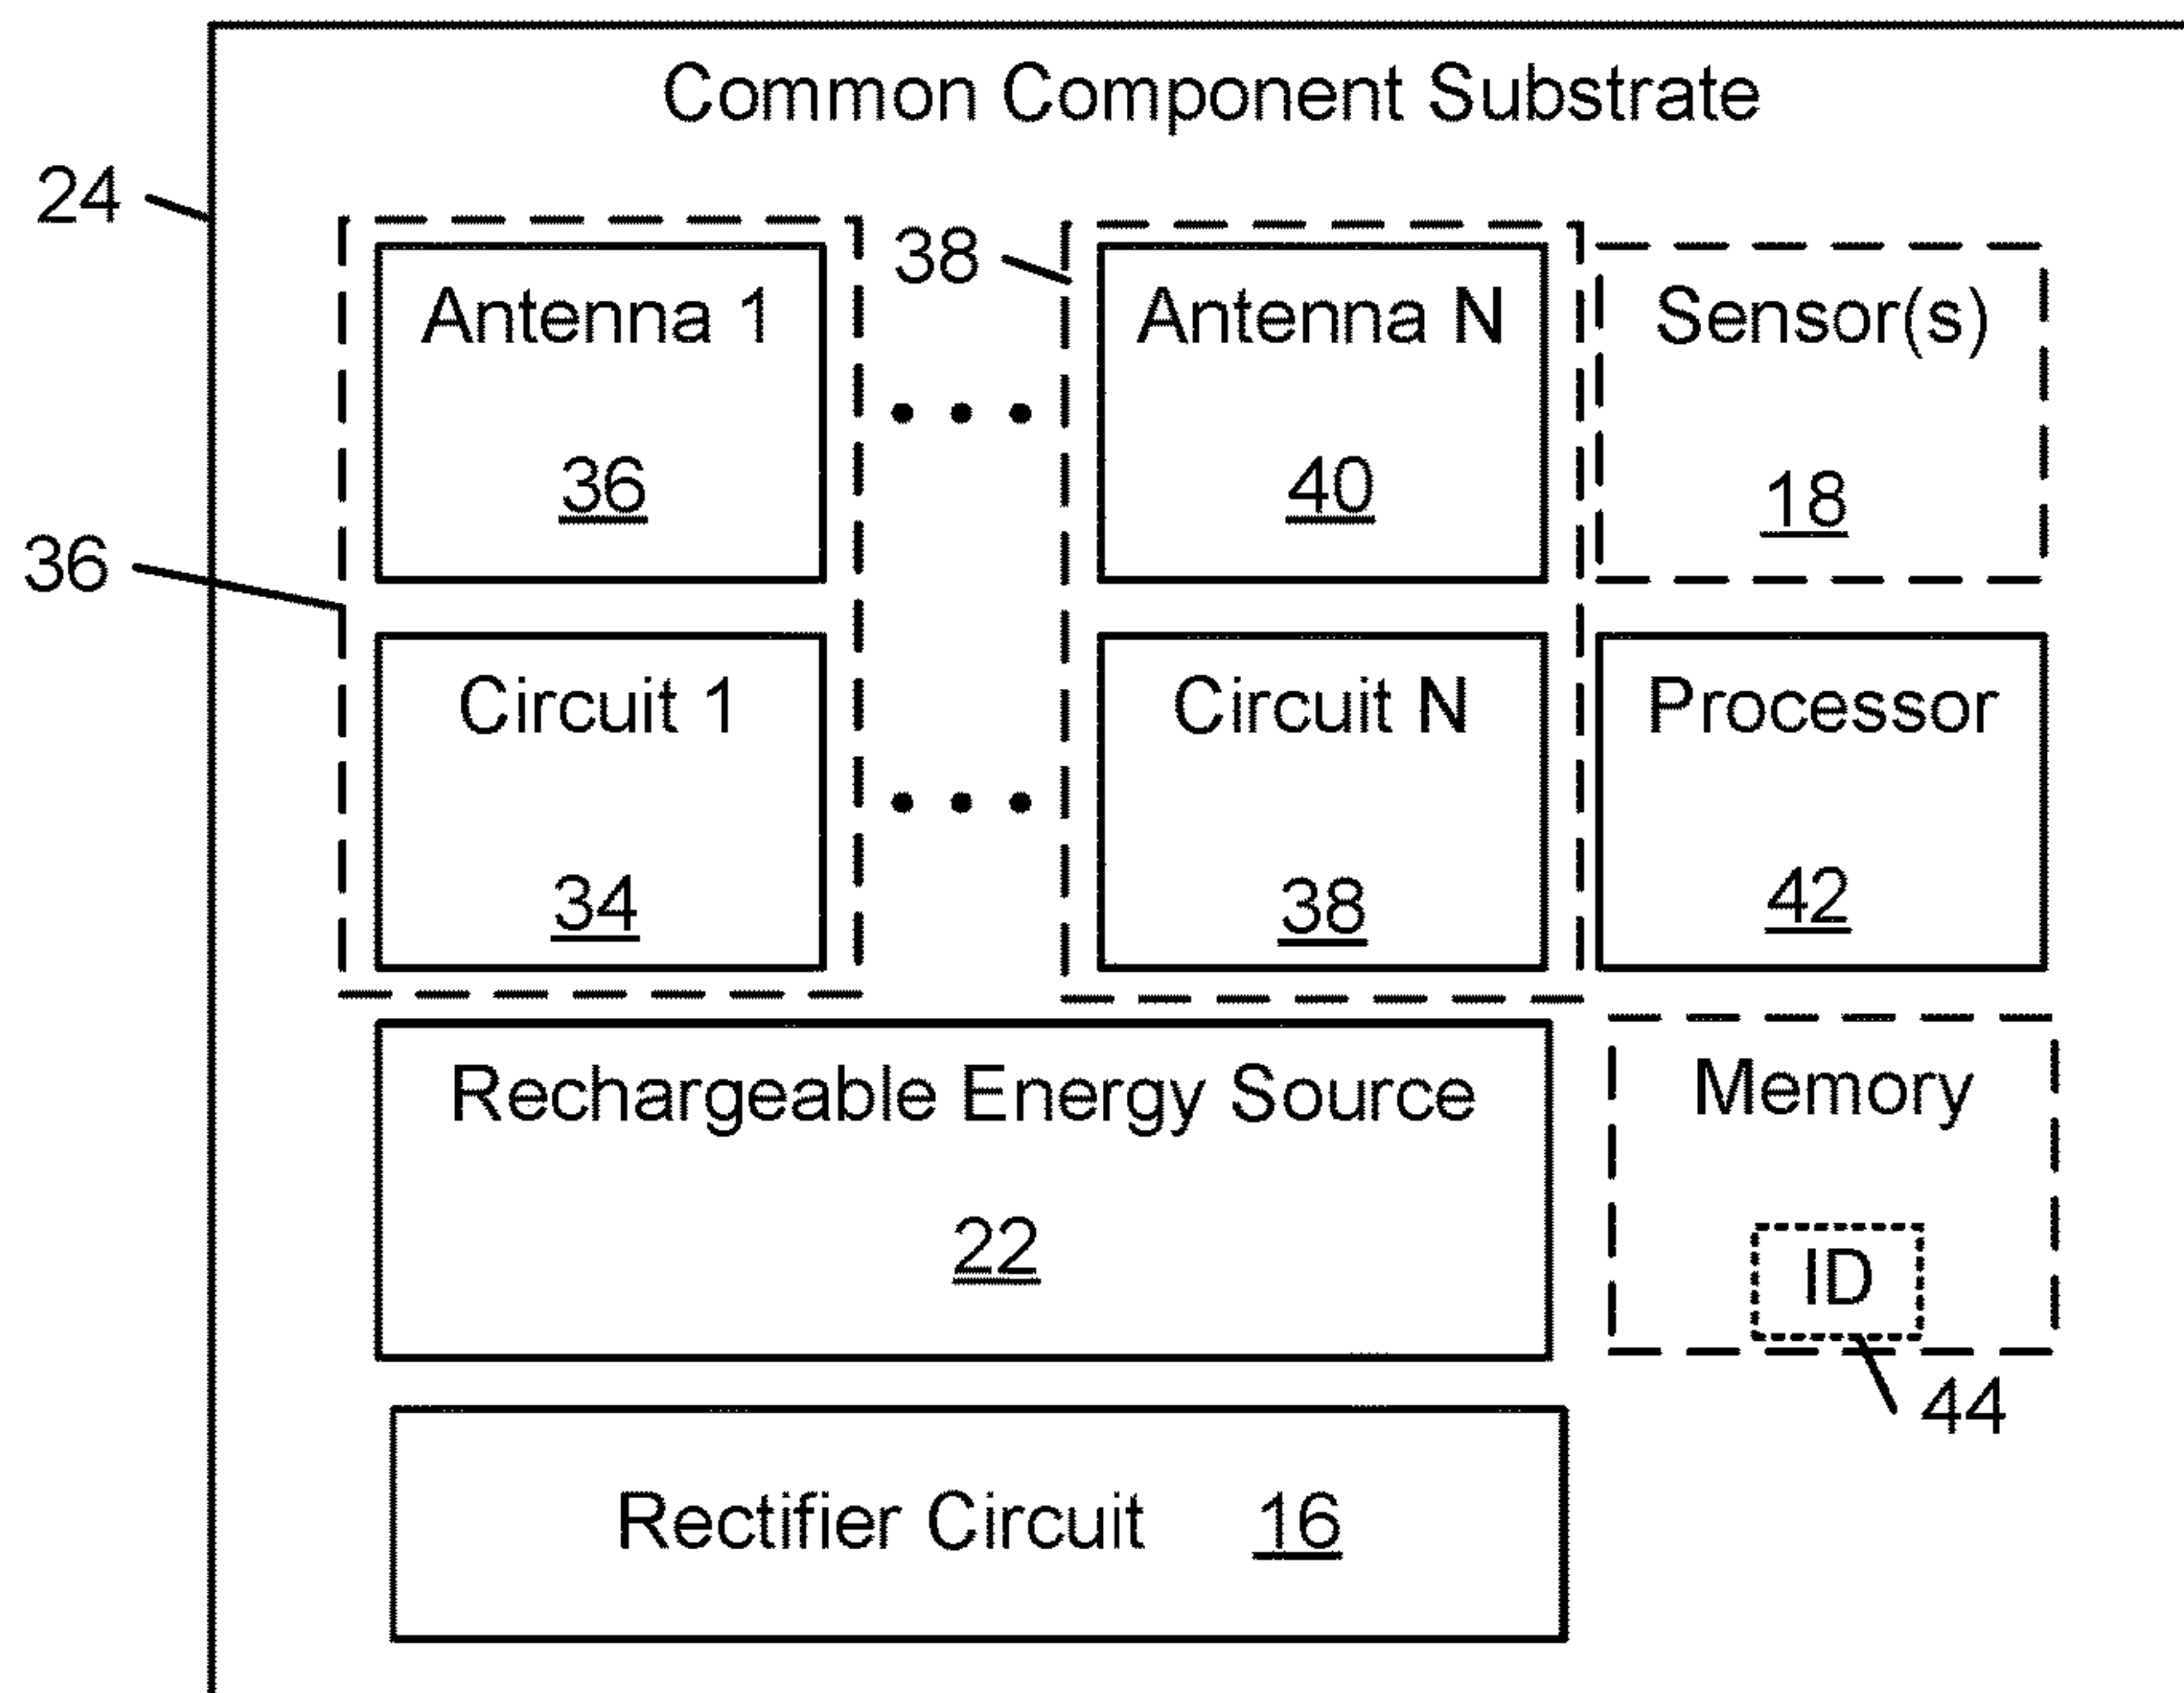 Common Component Substrate
24
38
Antenna 1
Antenna N
Sensor(s)
36
40
18
36
Circuit 1
Circuit N
Processor
34
38
42
Rechargeable Energy Source
Memory
22
ID
44
Rectifier Circuit 16